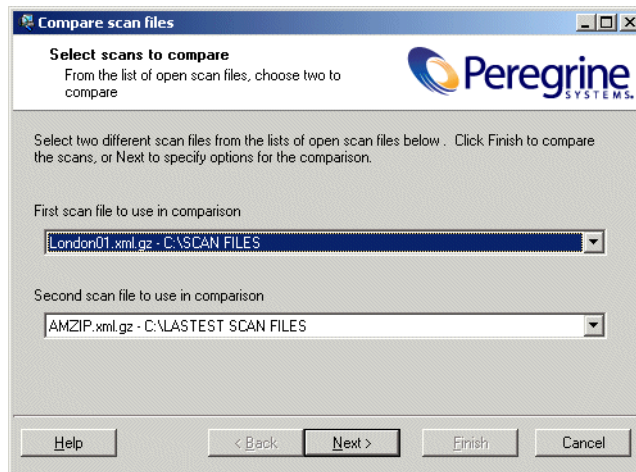 Compare scan files
Select scans to compare
From the list of open scan files, choose two to
compare
Peregrine
SYSTEMS.
Select two different scan files from the lists of open scan files below . Click Finish to compare
the scans, or Next to specify options for the comparison.
First scan file to use in comparison
London01.xml.gz - C:\SCAN FILES
Second scan file to use in comparison
AMZIP.xml.gz - C:\LASTEST SCAN FILES
Help
< Back
Next >
Finish
Cancel